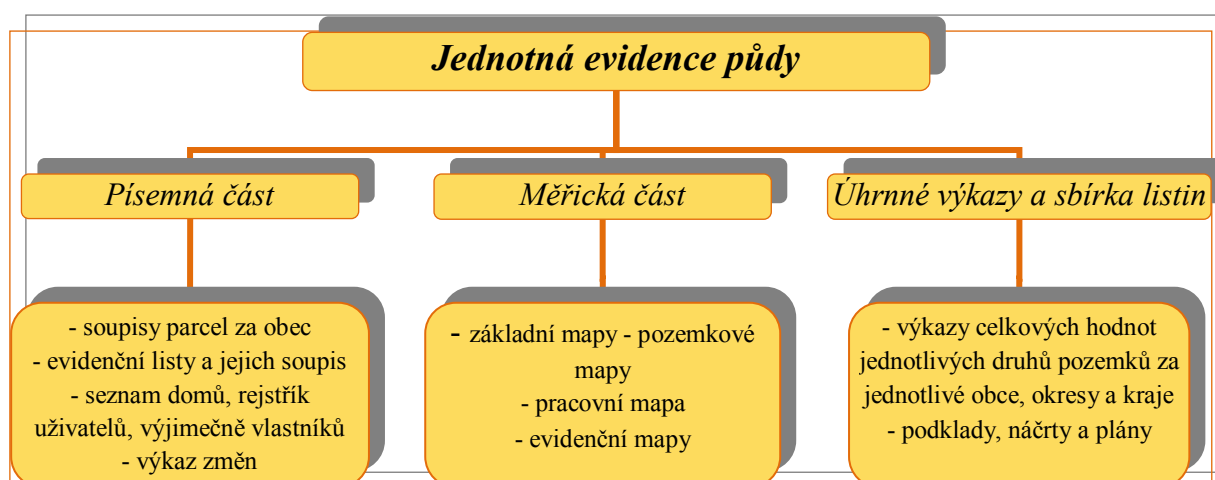 Jednotná evidence půdy
Písemná část
Měřická část
Úhrnné výkazy a sbírka listin
- soupisy parcel za obec
- evidenční listy a jejich soupis
- seznam domů, rejstřík
uživatelů, výjimečně vlastníků
- výkaz změn
- základní mapy - pozemkové
mapy
- pracovní mapa
- evidenční mapy
- výkazy celkových hodnot
jednotlivých druhů pozemků za
jednotlivé obce, okresy a kraje
- podklady, náčrty a plány